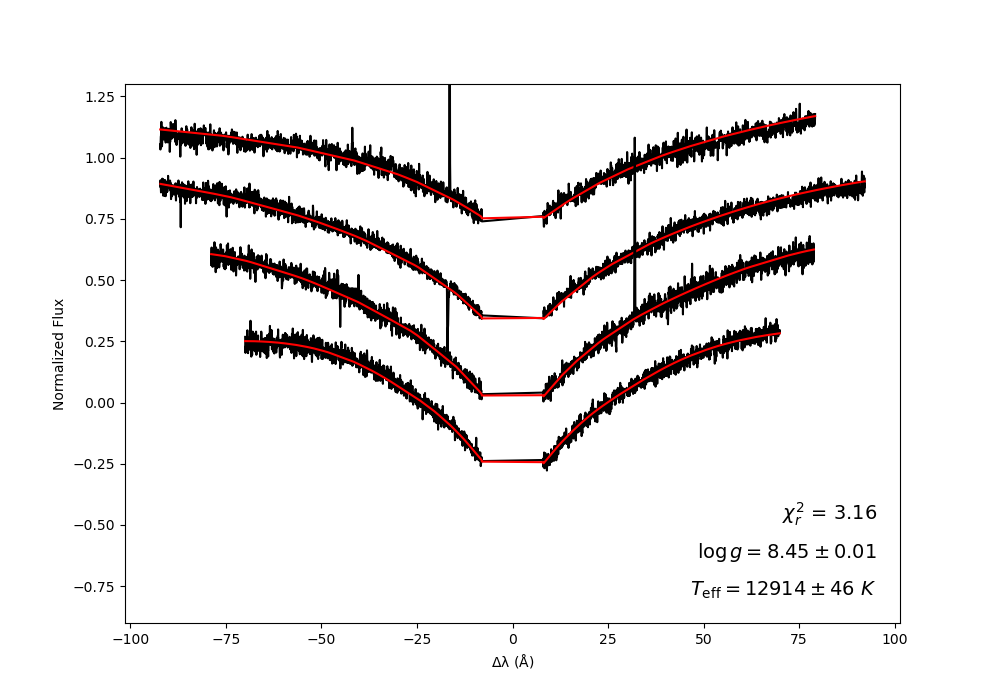 1.25
1.00
0.75
0.50
0.25
0.00
−0.25
−0.50
−0.75
Normalized Flux
χ²ᵣ = 3.16
log g = 8.45 ± 0.01
T_eff = 12914 ± 46 K
−100 −75 −50 −25 0 25 50 75 100
Δλ (Å)